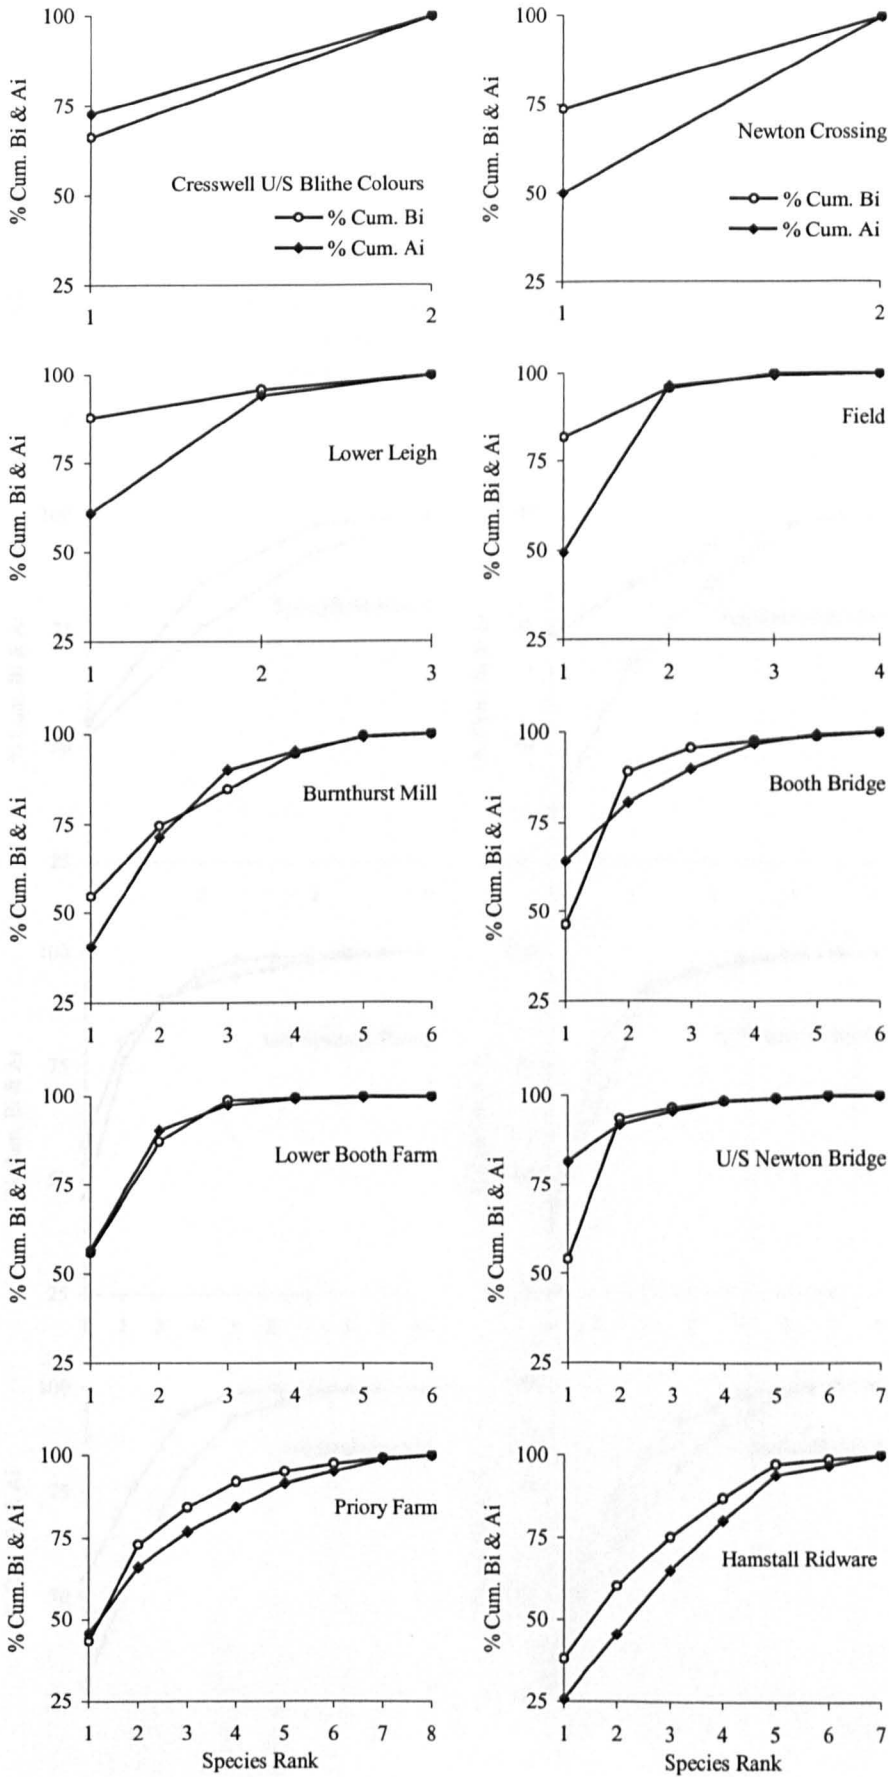 100
75
50
25
% Cum. Bi & Ai
Cresswell U/S Blithe Colours
% Cum. Bi
% Cum. Ai
1 2
100
75
50
25
% Cum. Bi & Ai
Newton Crossing
% Cum. Bi
% Cum. Ai
1 2
100
75
50
25
% Cum. Bi & Ai
Lower Leigh
1 2 3
100
75
50
25
% Cum. Bi & Ai
Field
1 2 3 4
100
75
50
25
% Cum. Bi & Ai
Burnthurst Mill
1 2 3 4 5 6
100
75
50
25
% Cum. Bi & Ai
Booth Bridge
1 2 3 4 5 6
100
75
50
25
% Cum. Bi & Ai
Lower Booth Farm
1 2 3 4 5 6
100
75
50
25
% Cum. Bi & Ai
U/S Newton Bridge
1 2 3 4 5 6 7
100
75
50
25
% Cum. Bi & Ai
Priory Farm
1 2 3 4 5 6 7 8
Species Rank
100
75
50
25
% Cum. Bi & Ai
Hamstall Ridware
1 2 3 4 5 6 7
Species Rank